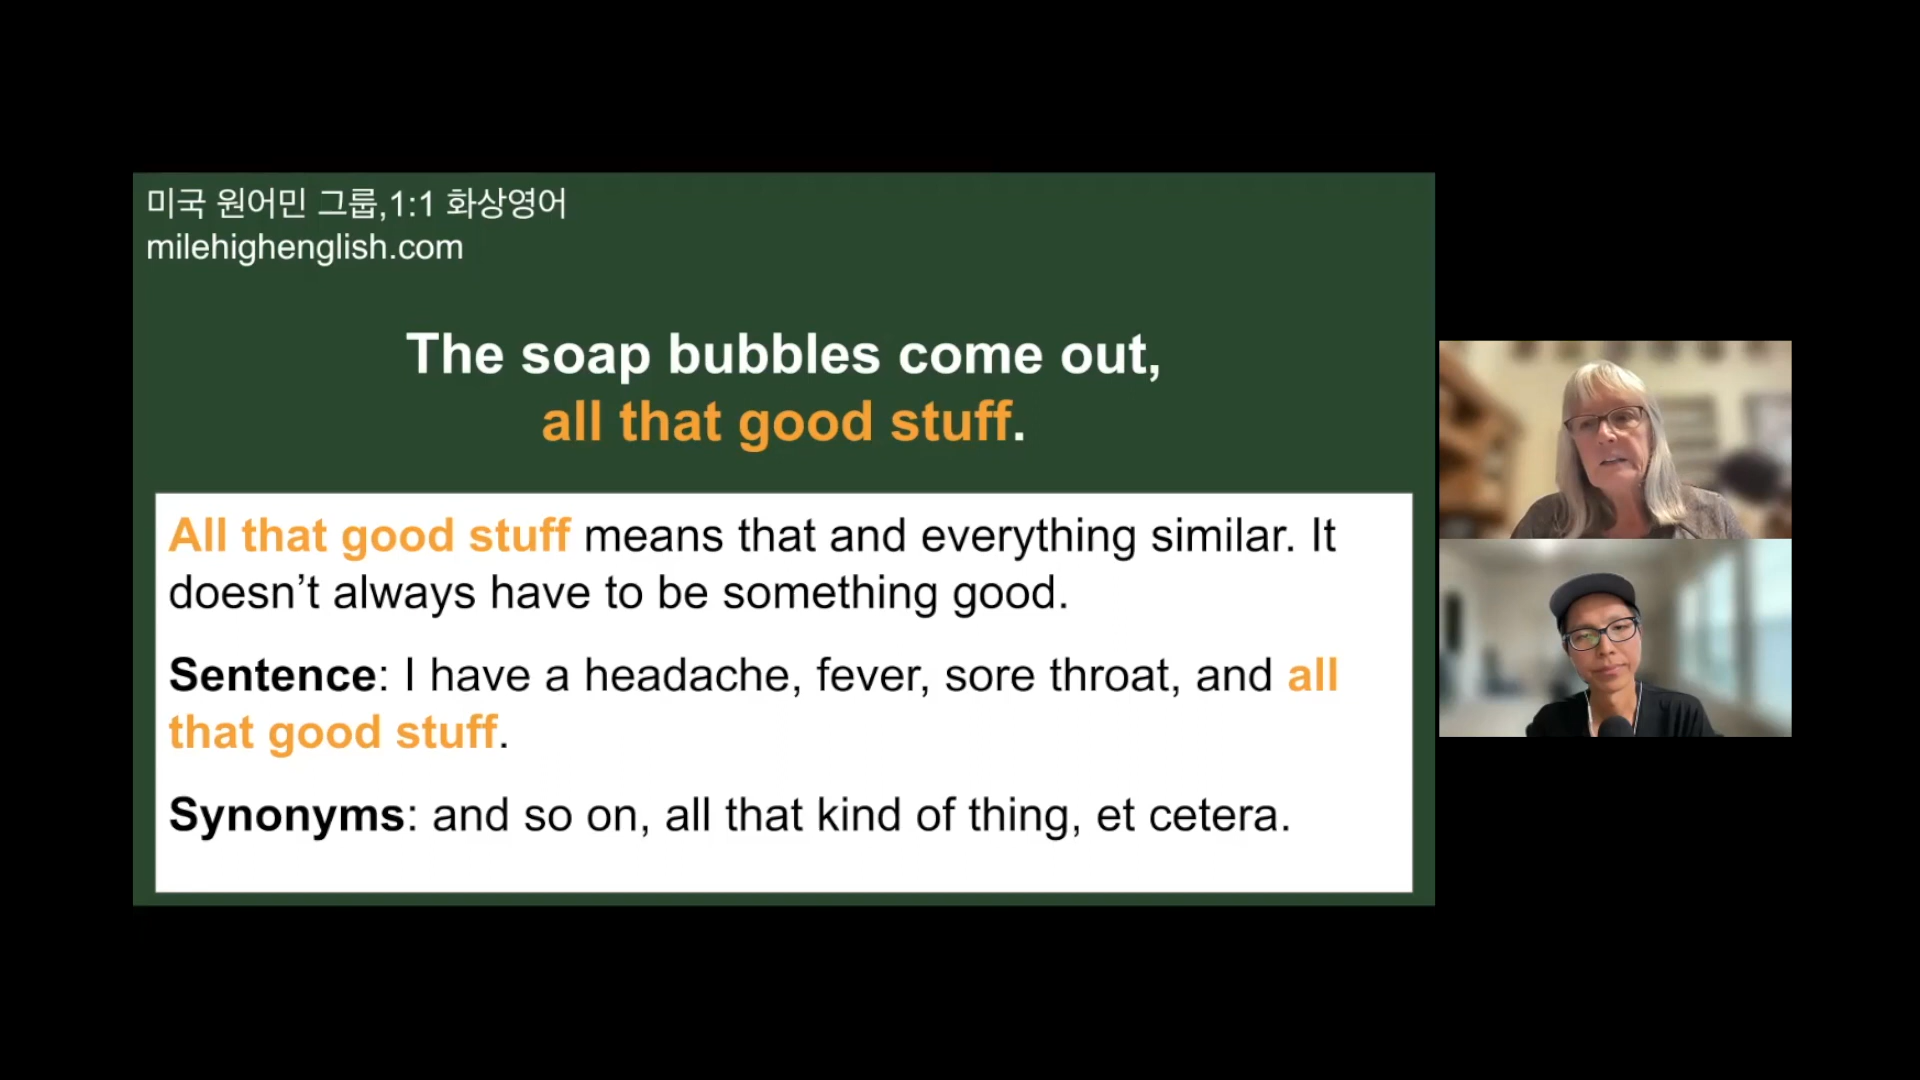 미국 원어민 그룹,1:1 화상영어
milehighenglish.com
The soap bubbles come out,
all that good stuff.
All that good stuff means that and everything similar. It
doesn’t always have to be something good.
Sentence: I have a headache, fever, sore throat, and all
that good stuff.
Synonyms: and so on, all that kind of thing, et cetera.